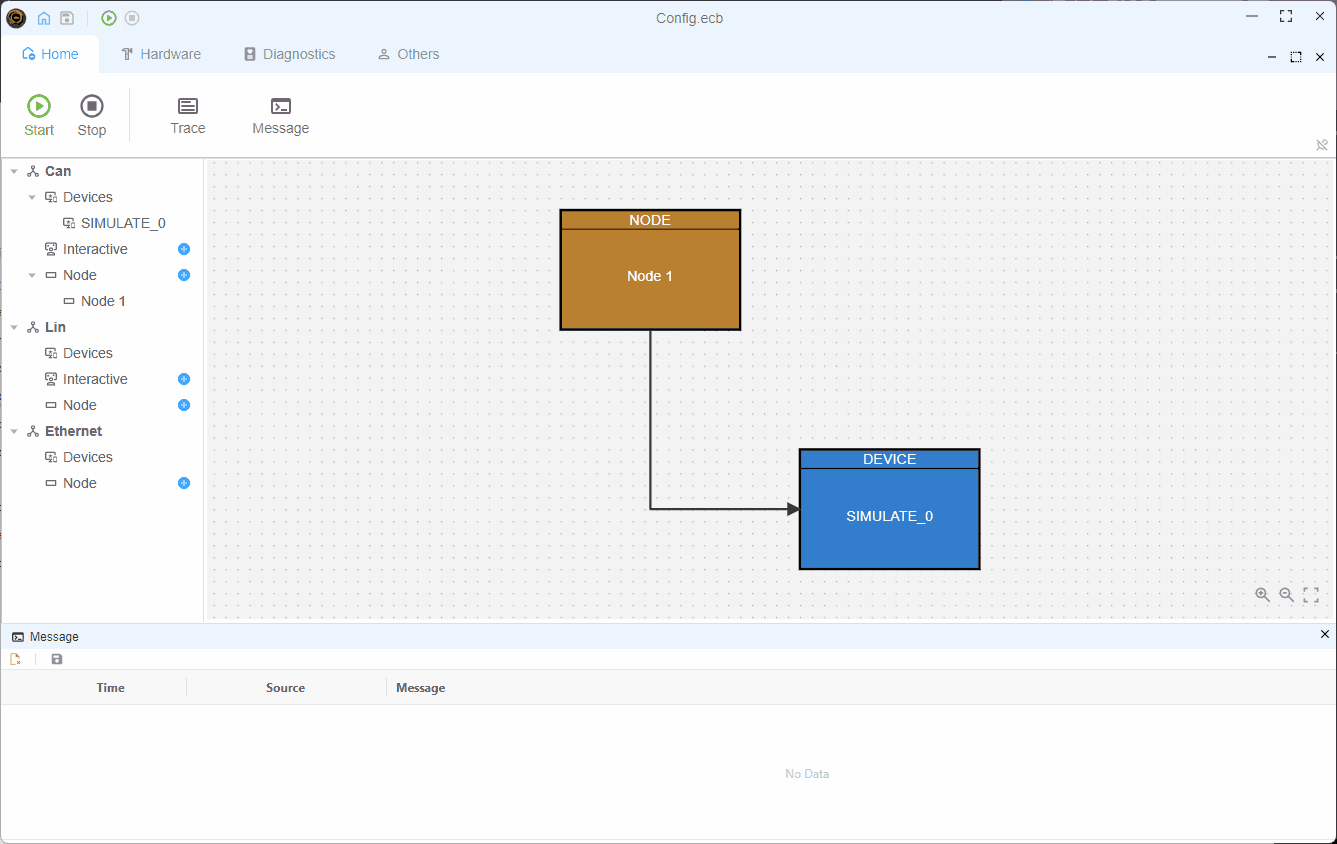 Config.ecb
Home
Hardware
Diagnostics
Others
Start
Stop
Trace
Message
Can
Devices
SIMULATE_0
Interactive
Node
Node 1
Lin
Devices
Interactive
Node
Ethernet
Devices
Node
NODE
Node 1
DEVICE
SIMULATE_0
Message
Time Source Message
No Data